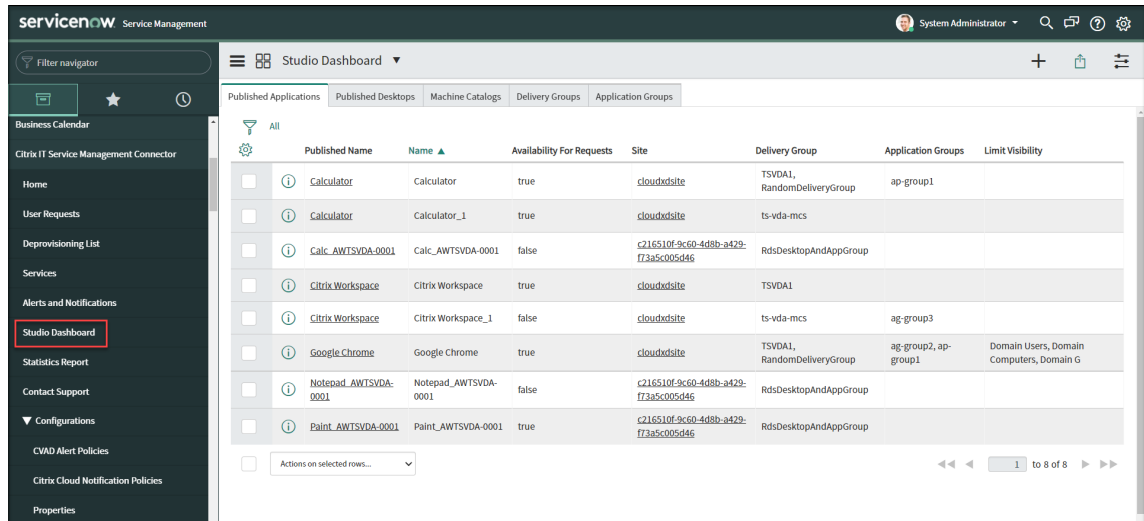 servicenow. Service Management
System Administrator
Filter navigator
Studio Dashboard
Business Calendar
Citrix IT Service Management Connector
Home
User Requests
Deprovisioning List
Services
Alerts and Notifications
Studio Dashboard
Statistics Report
Contact Support
Configurations
CVAD Alert Policies
Citrix Cloud Notification Policies
Properties
Published Applications Published Desktops Machine Catalogs Delivery Groups Application Groups
All
Published Name Name Availability For Requests Site Delivery Group Application Groups Limit Visibility
Calculator Calculator true cloudxdsite TSVDA1, ap-group1
RandomDeliveryGroup
Calculator Calculator_1 true cloudxdsite ts-vda-mcs
Calc_AWTSVDA-0001 Calc_AWTSVDA-0001 false c216510f-9c60-4d8b-a429- RdsDesktopAndAppGroup
f73a5c005d46
Citrix Workspace Citrix Workspace true cloudxdsite TSVDA1
Citrix Workspace Citrix Workspace_1 false cloudxdsite ts-vda-mcs ag-group3
Google Chrome Google Chrome true cloudxdsite TSVDA1, ag-group2, ap- Domain Users, Domain
RandomDeliveryGroup group1 Computers, Domain G
Notepad_AWTSVDA- Notepad_AWTSVDA- false c216510f-9c60-4d8b-a429- RdsDesktopAndAppGroup
0001 0001 f73a5c005d46
Paint_AWTSVDA-0001 Paint_AWTSVDA-0001 true c216510f-9c60-4d8b-a429- RdsDesktopAndAppGroup
f73a5c005d46
Actions on selected rows... 1 to 8 of 8